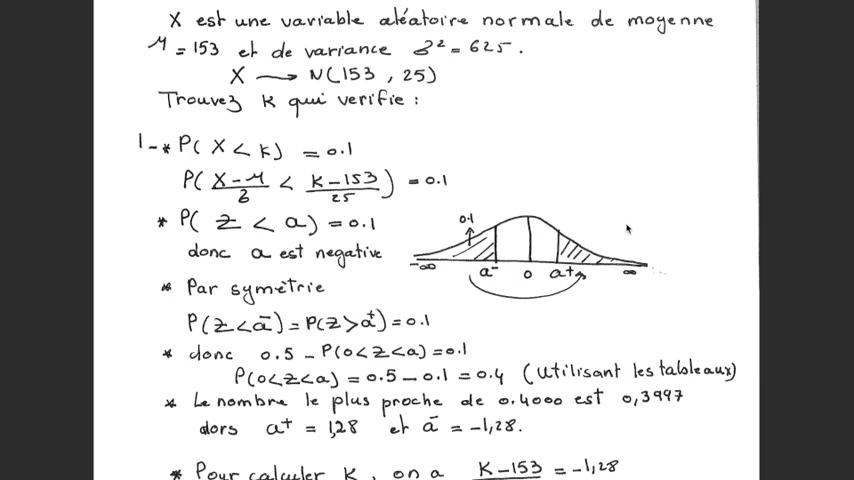 X est une variable aléatoire normale de moyenne
μ = 153 et de variance σ² = 625.
X → N(153, 25)
Trouvez K qui verifie :
1 - * P( X < K) = 0.1
P( X-μ/σ < K-153/25 ) = 0.1
* P( Z < a) = 0.1
donc a est negative
0.1
-∞ a⁻ 0 a⁺ ∞
* Par symétrie
P(Z<a⁻) = P(Z>a⁺) = 0.1
* donc 0.5 - P(0<Z<a) = 0.1
P(0<Z<a) = 0.5 - 0.1 = 0.4 (utilisant les tableaux)
* Le nombre le plus proche de 0.4000 est 0,3997
dors a⁺ = 1,28 et a⁻ = -1,28.
* Pour calculer K, on a K-153 = -1,28